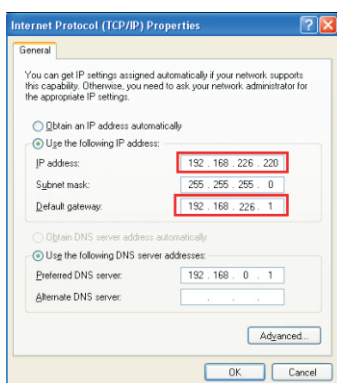 Internet Protocol (TCP/IP) Properties
General
You can get IP settings assigned automatically if your network supports
this capability. Otherwise, you need to ask your network administrator for
the appropriate IP settings.
Obtain an IP address automatically
Use the following IP address:
IP address: 192 . 168 . 226 . 220
Subnet mask: 255 . 255 . 255 . 0
Default gateway: 192 . 168 . 226 . 1
Obtain DNS server address automatically
Use the following DNS server addresses:
Preferred DNS server: 192 . 168 . 0 . 1
Alternate DNS server: . . .
Advanced...
OK Cancel